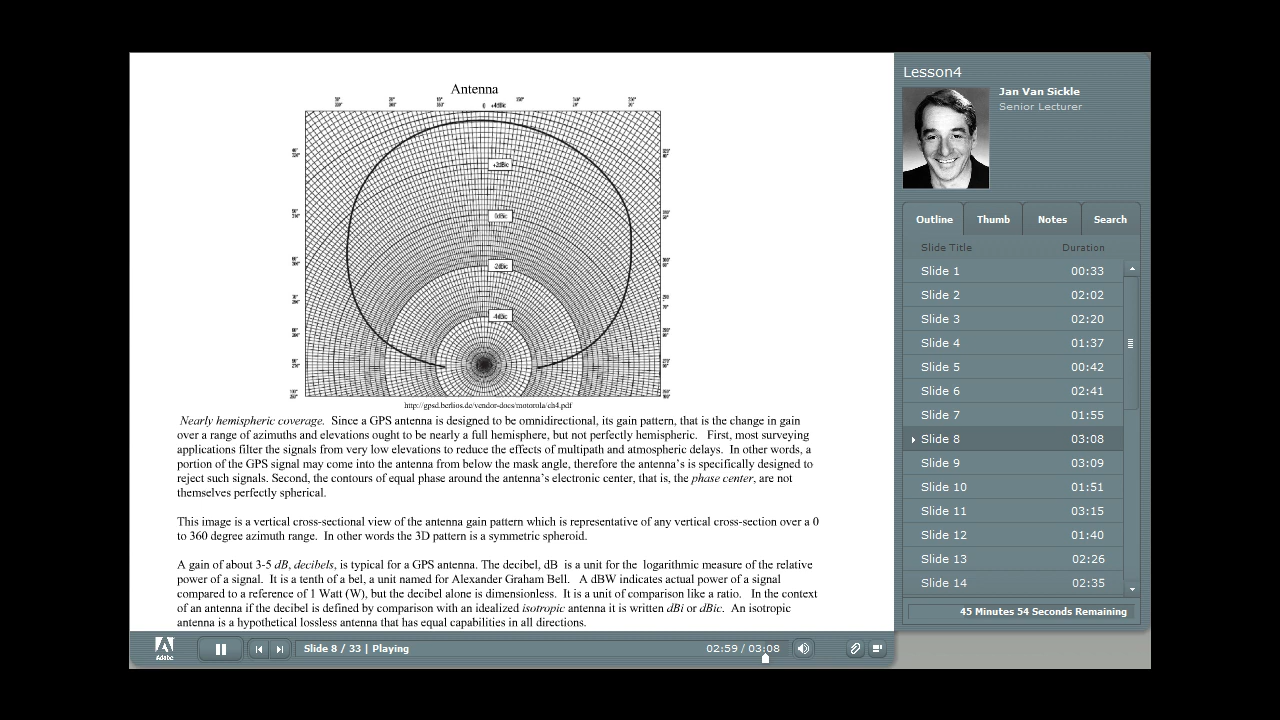 Antenna
0 +4dBic
+2dBic
0dBic
-2dBic
-4dBic
http://gpsd.berlios.de/vendor-docs/motorola/ch4.pdf
Nearly hemispheric coverage. Since a GPS antenna is designed to be omnidirectional, its gain pattern, that is the change in gain
over a range of azimuths and elevations ought to be nearly a full hemisphere, but not perfectly hemispheric. First, most surveying
applications filter the signals from very low elevations to reduce the effects of multipath and atmospheric delays. In other words, a
portion of the GPS signal may come into the antenna from below the mask angle, therefore the antenna's is specifically designed to
reject such signals. Second, the contours of equal phase around the antenna's electronic center, that is, the phase center, are not
themselves perfectly spherical.
This image is a vertical cross-sectional view of the antenna gain pattern which is representative of any vertical cross-section over a 0
to 360 degree azimuth range. In other words the 3D pattern is a symmetric spheroid.
A gain of about 3-5 dB, decibels, is typical for a GPS antenna. The decibel, dB is a unit for the logarithmic measure of the relative
power of a signal. It is a tenth of a bel, a unit named for Alexander Graham Bell. A dBW indicates actual power of a signal
compared to a reference of 1 Watt (W), but the decibel alone is dimensionless. It is a unit of comparison like a ratio. In the context
of an antenna if the decibel is defined by comparison with an idealized isotropic antenna it is written dBi or dBic. An isotropic
antenna is a hypothetical lossless antenna that has equal capabilities in all directions.
Adobe
Slide 8 / 33 | Playing
02:59 / 03:08
Lesson4
Jan Van Sickle
Senior Lecturer
Outline Thumb Notes Search
Slide Title Duration
Slide 1 00:33
Slide 2 02:02
Slide 3 02:20
Slide 4 01:37
Slide 5 00:42
Slide 6 02:41
Slide 7 01:55
Slide 8 03:08
Slide 9 03:09
Slide 10 01:51
Slide 11 03:15
Slide 12 01:40
Slide 13 02:26
Slide 14 02:35
45 Minutes 54 Seconds Remaining